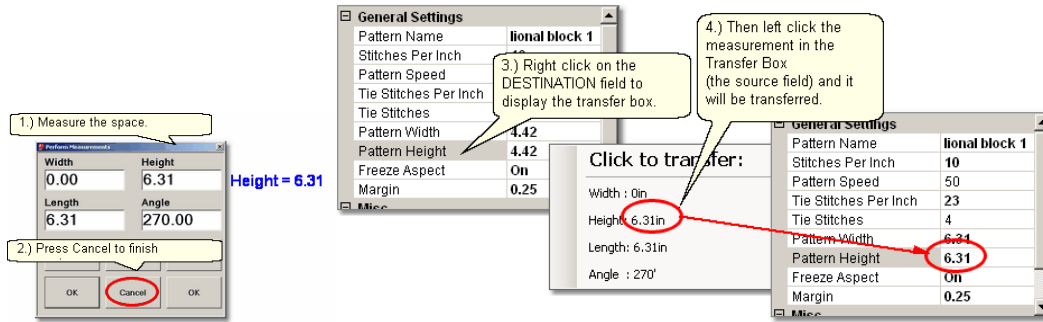 1.) Measure the space.
Perform Measurements
Width Height
0.00 6.31
Length Angle
6.31 270.00
2.) Press Cancel to finish
OK Cancel OK
Height = 6.31
General Settings
Pattern Name lional block 1
Stitches Per Inch
Pattern Speed
Tie Stitches Per Inch
Tie Stitches
Pattern Width 4.42
Pattern Height 4.42
Freeze Aspect On
Margin 0.25
Misc
3.) Right click on the
DESTINATION field to
display the transfer box.
4.) Then left click the
measurement in the
Transfer Box
(the source field) and it
will be transferred.
Click to transfer:
Width : 0in
Height: 6.31in
Length: 6.31in
Angle : 270'
General Settings
Pattern Name lional block 1
Stitches Per Inch 10
Pattern Speed 50
Tie Stitches Per Inch 23
Tie Stitches 4
Pattern Width 6.31
Pattern Height 6.31
Freeze Aspect On
Margin 0.25
Misc